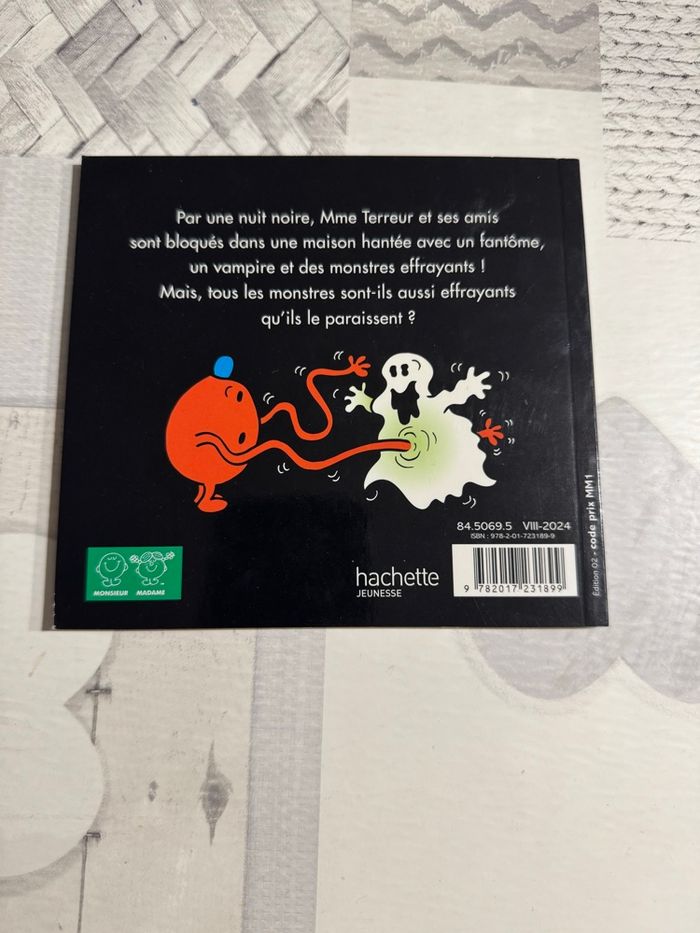 Par une nuit noire, Mme Terreur et ses amis
sont bloqués dans une maison hantée avec un fantôme,
un vampire et des monstres effrayants !
Mais, tous les monstres sont-ils aussi effrayants
qu'ils le paraissent ?
84.5069.5 VIII-2024
ISBN : 978-2-01-723189-9
9 782017 231899
hachette
JEUNESSE
MONSIEUR MADAME
Édition 02 - code prix MM1